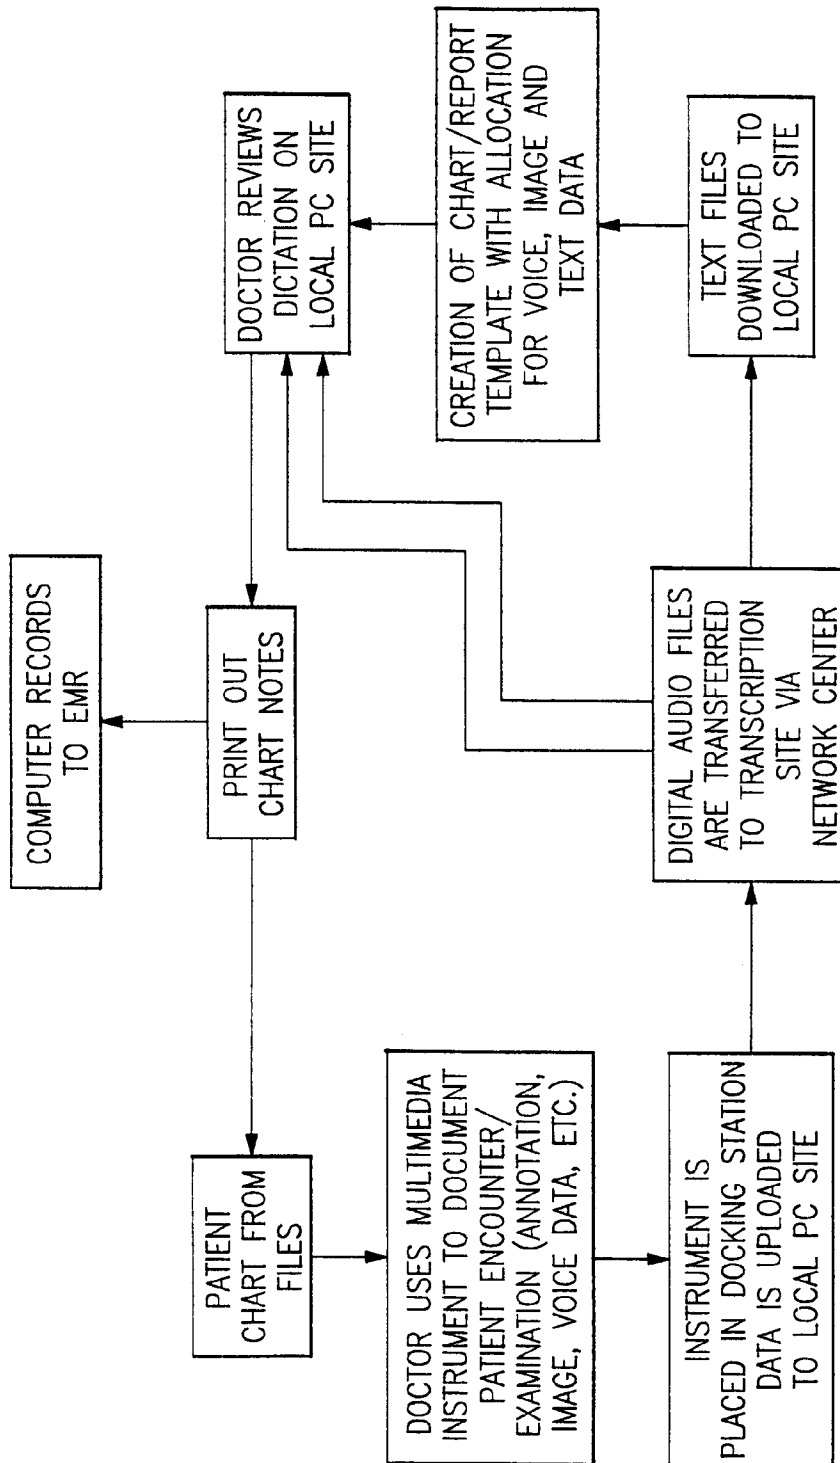 COMPUTER RECORDS
TO EMR
PATIENT
CHART FROM
FILES
PRINT OUT
CHART NOTES
DOCTOR REVIEWS
DICTATION ON
LOCAL PC SITE
DOCTOR USES MULTIMEDIA
INSTRUMENT TO DOCUMENT
PATIENT ENCOUNTER/
EXAMINATION (ANNOTATION,
IMAGE, VOICE DATA, ETC.)
CREATION OF CHART/REPORT
TEMPLATE WITH ALLOCATION
FOR VOICE, IMAGE AND
TEXT DATA
INSTRUMENT IS
PLACED IN DOCKING STATION
DATA IS UPLOADED
TO LOCAL PC SITE
DIGITAL AUDIO FILES
ARE TRANSFERRED
TO TRANSCRIPTION
SITE VIA
NETWORK CENTER
TEXT FILES
DOWNLOADED TO
LOCAL PC SITE